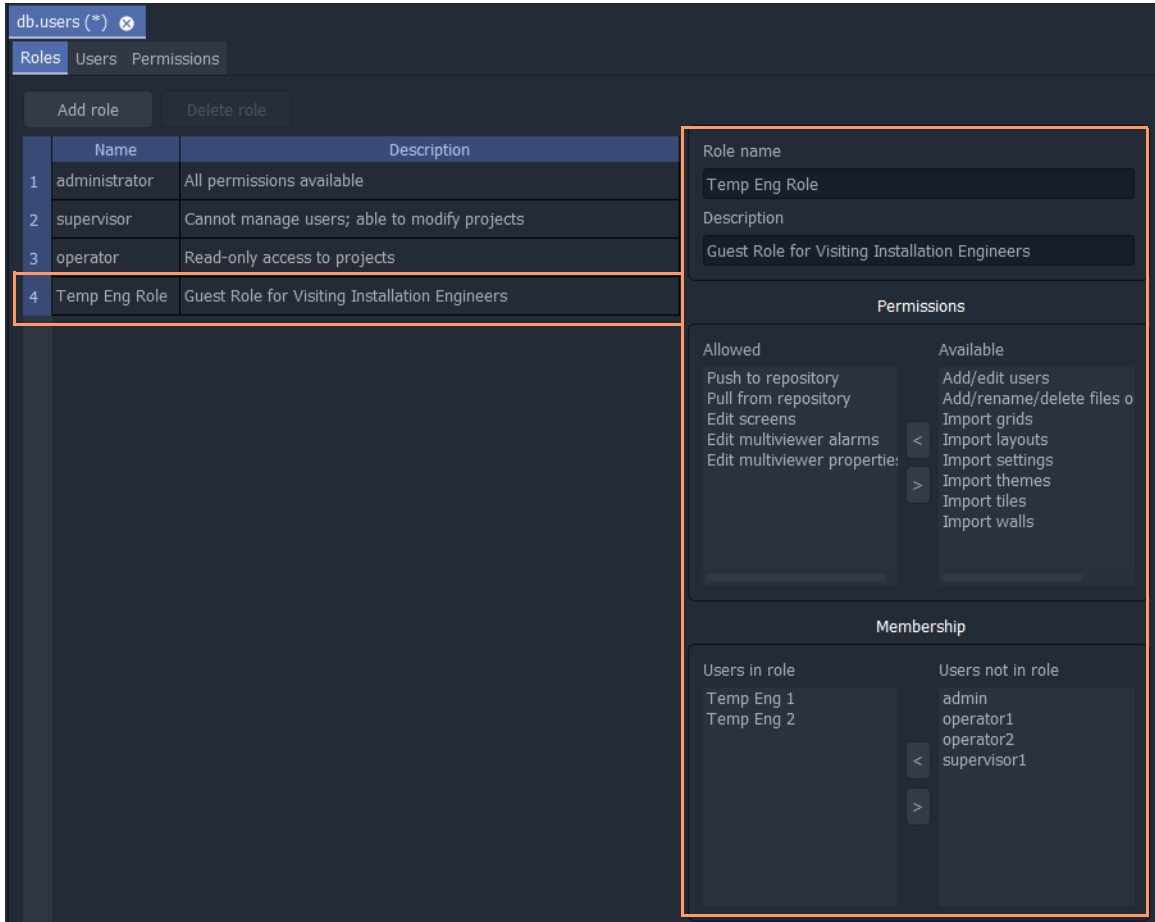 db.users (*)
Roles Users Permissions
Add role Delete role
Name Description
1 administrator All permissions available
2 supervisor Cannot manage users; able to modify projects
3 operator Read-only access to projects
4 Temp Eng Role Guest Role for Visiting Installation Engineers
Role name
Temp Eng Role
Description
Guest Role for Visiting Installation Engineers
Permissions
Allowed
Push to repository
Pull from repository
Edit screens
Edit multiviewer alarms
Edit multiviewer properties
<
>
Available
Add/edit users
Add/rename/delete files o
Import grids
Import layouts
Import settings
Import themes
Import tiles
Import walls
Membership
Users in role
Temp Eng 1
Temp Eng 2
<
>
Users not in role
admin
operator1
operator2
supervisor1